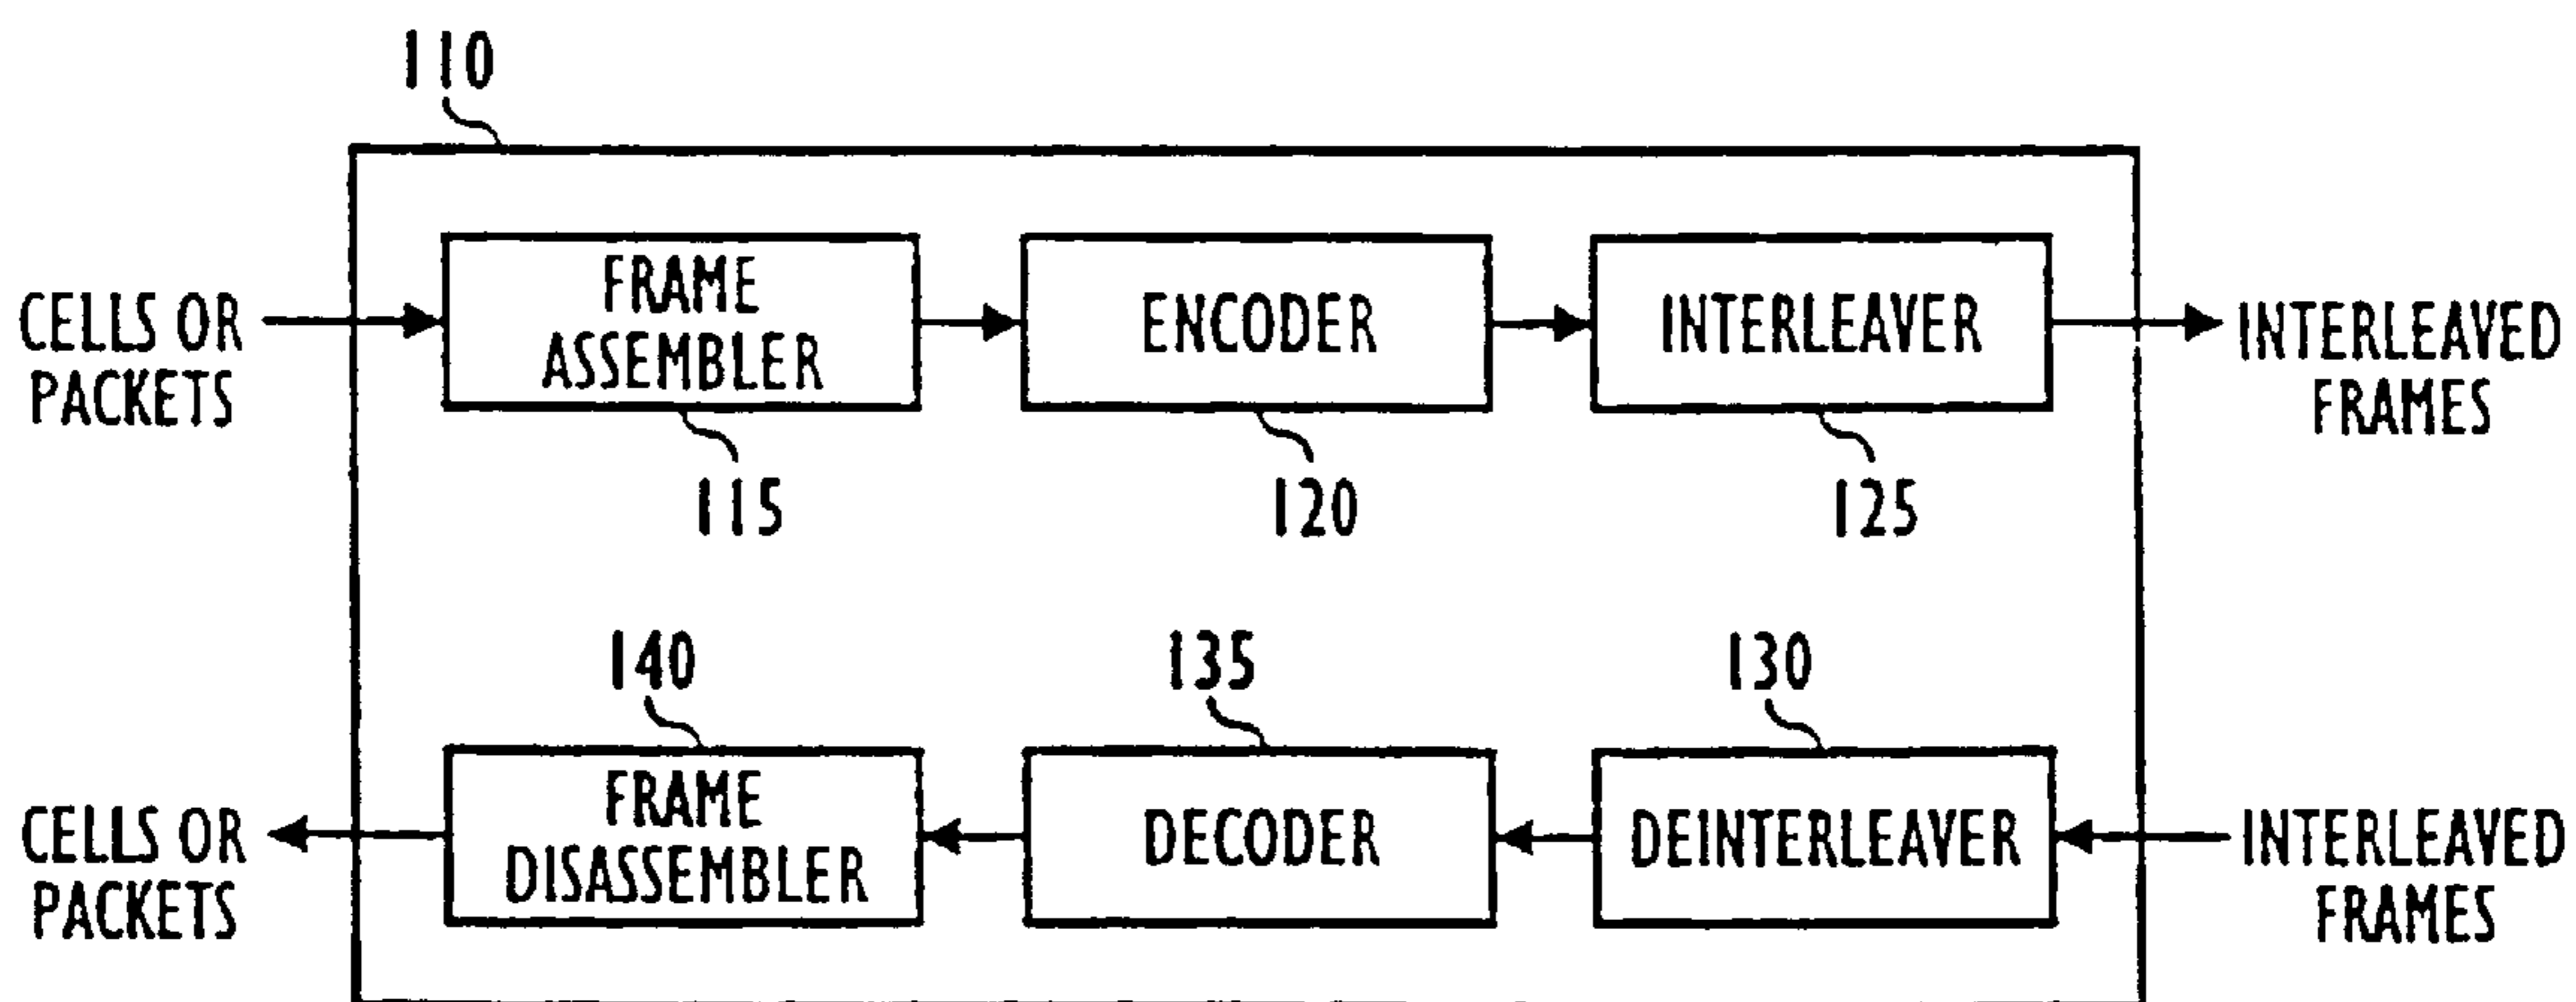 110
CELLS OR
PACKETS
FRAME
ASSEMBLER
ENCODER
INTERLEAVER
INTERLEAVED
FRAMES
115
120
125
140
135
130
CELLS OR
PACKETS
FRAME
DISASSEMBLER
DECODER
DEINTERLEAVER
INTERLEAVED
FRAMES